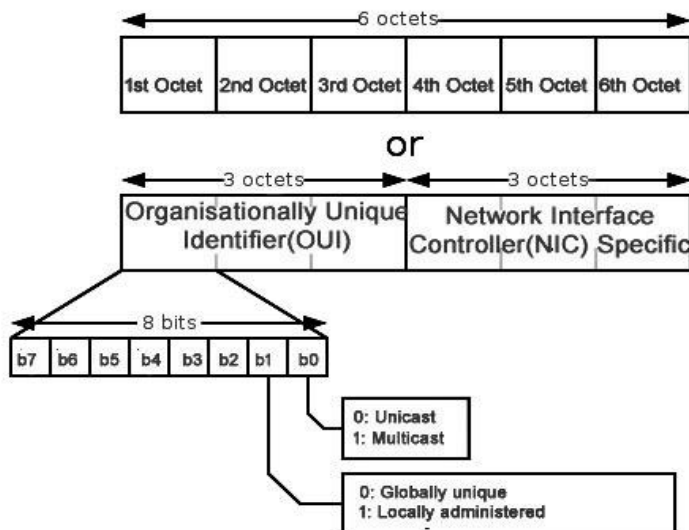 6 octets
1st Octet 2nd Octet 3rd Octet 4th Octet 5th Octet 6th Octet
or
3 octets 3 octets
Organisationally Unique
Identifier(OUI)
Network Interface
Controller(NIC) Specific
8 bits
b7 b6 b5 b4 b3 b2 b1 b0
0: Unicast
1: Multicast
0: Globally unique
1: Locally administered